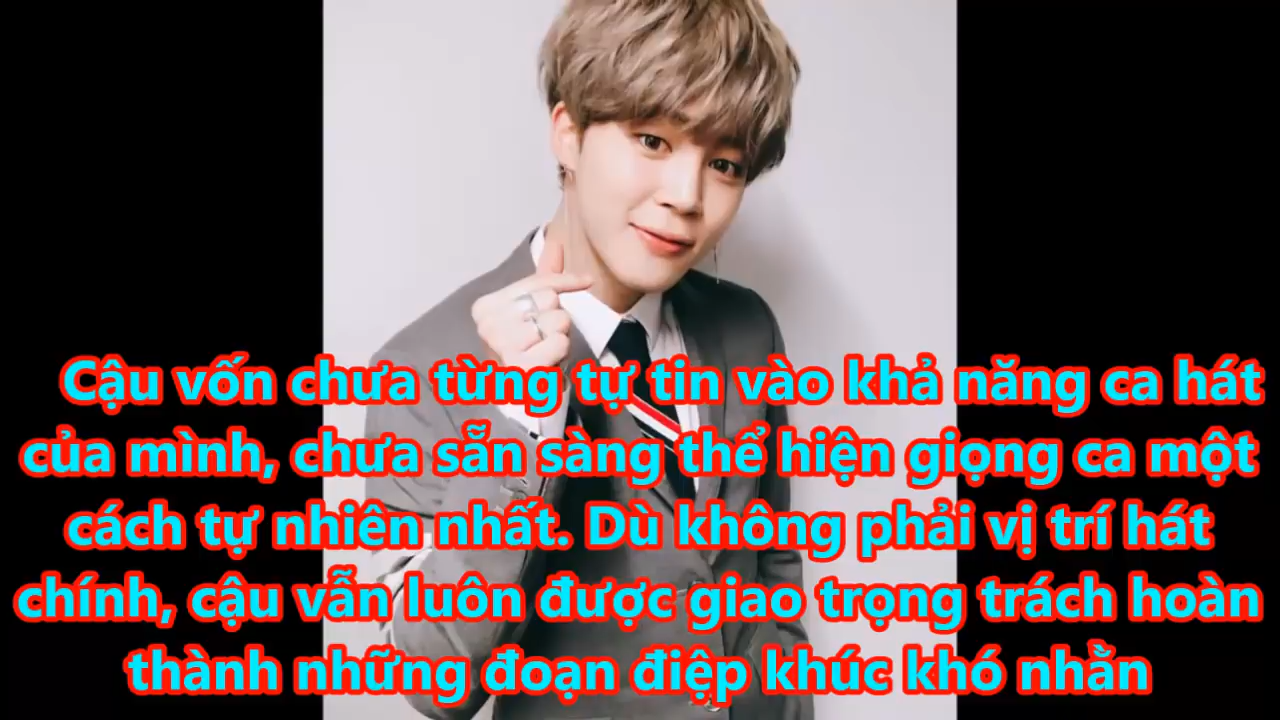 Cậu vốn chưa từng tự tin vào khả năng ca hát
của mình, chưa sẵn sàng thể hiện giọng ca một
cách tự nhiên nhất. Dù không phải vị trí hát
chính, cậu vẫn luôn được giao trọng trách hoàn
thành những đoạn điệp khúc khó nhằn